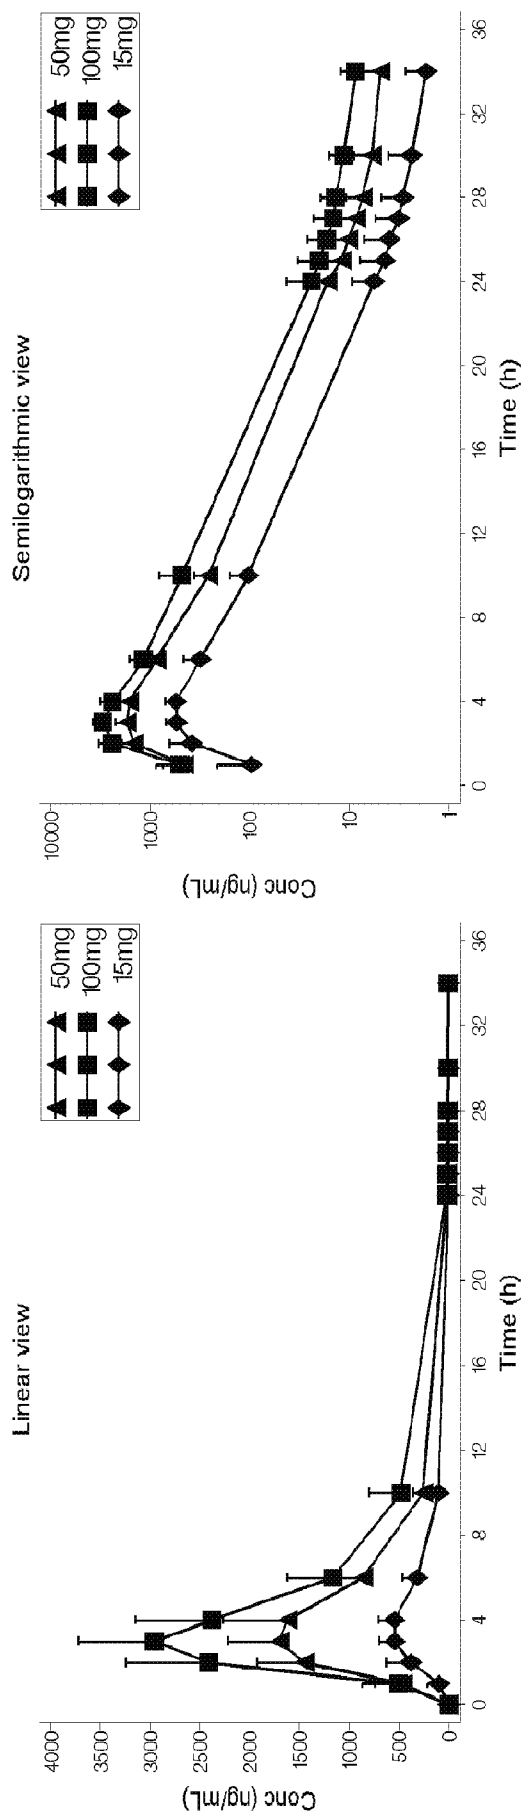 Linear view
50mg
100mg
15mg
Conc (ng/mL)
4000
3500
3000
2500
2000
1500
1000
500
0
0 4 8 12 16 20 24 28 32 36
Time (h)
Semilogarithmic view
50mg
100mg
15mg
Conc (ng/mL)
10000
1000
100
10
1
0 4 8 12 16 20 24 28 32 36
Time (h)